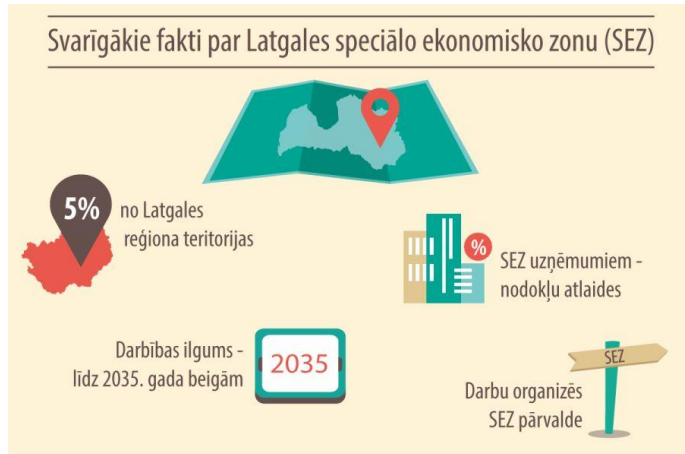 Svarīgākie fakti par Latgales speciālo ekonomisko zonu (SEZ)
5%
no Latgales
reģiona teritorijas
%
SEZ uzņēmumiem -
nodokļu atlaides
Darbības ilgums -
līdz 2035. gada beigām
2035
SEZ
Darbu organizēs
SEZ pārvalde